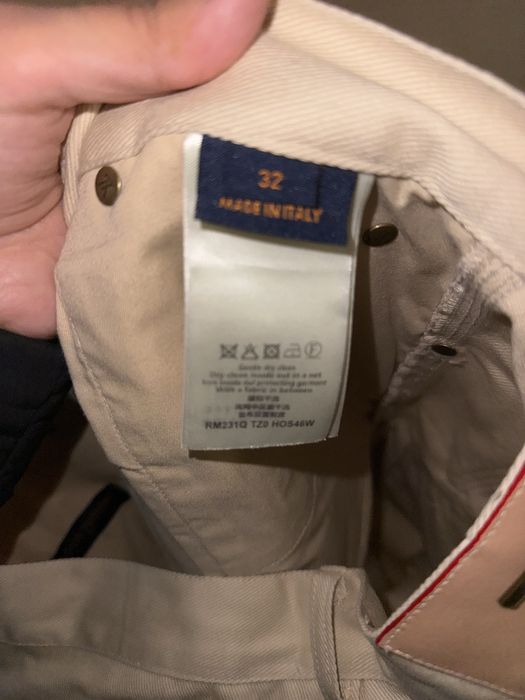 32
MADE IN ITALY
Gentle dry clean
Dry clean inside out in a net
Iron inside out protecting garment
With a fabric in between
RM231Q TZ0 HOS46W